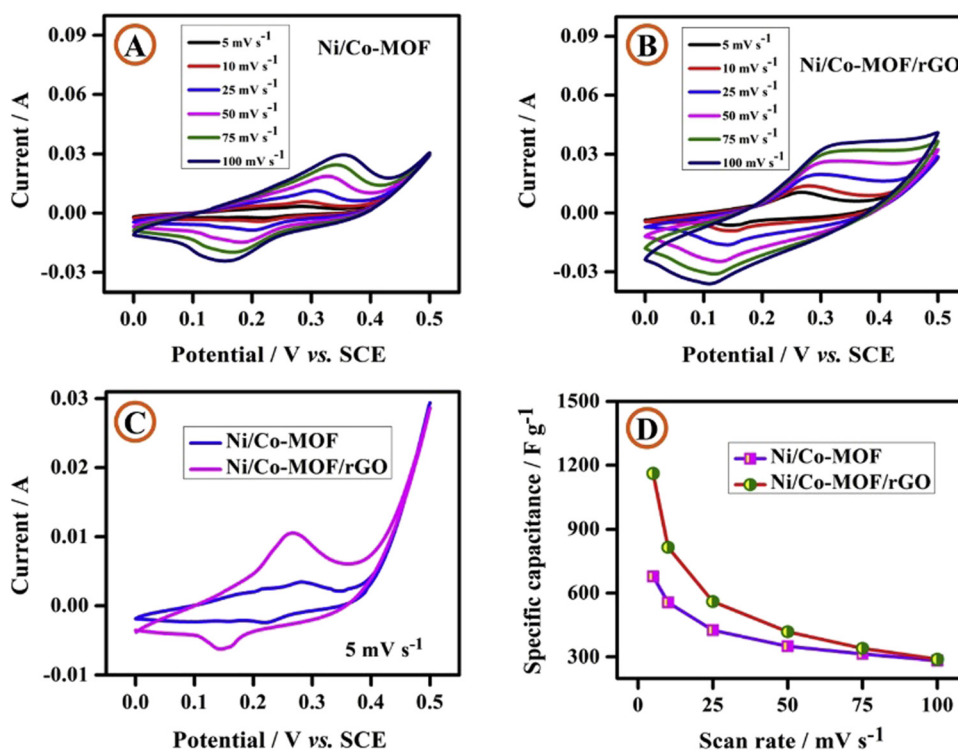 A
Ni/Co-MOF
5 mV s⁻¹
10 mV s⁻¹
25 mV s⁻¹
50 mV s⁻¹
75 mV s⁻¹
100 mV s⁻¹
0.09
0.06
0.03
0.00
-0.03
Current / A
0.0 0.1 0.2 0.3 0.4 0.5
Potential / V vs. SCE
B
Ni/Co-MOF/rGO
5 mV s⁻¹
10 mV s⁻¹
25 mV s⁻¹
50 mV s⁻¹
75 mV s⁻¹
100 mV s⁻¹
0.09
0.06
0.03
0.00
-0.03
Current / A
0.0 0.1 0.2 0.3 0.4 0.5
Potential / V vs. SCE
C
Ni/Co-MOF
Ni/Co-MOF/rGO
5 mV s⁻¹
0.03
0.02
0.01
0.00
-0.01
Current / A
0.0 0.1 0.2 0.3 0.4 0.5
Potential / V vs. SCE
D
Ni/Co-MOF
Ni/Co-MOF/rGO
1500
1200
900
600
300
Specific capacitance / F g⁻¹
0 25 50 75 100
Scan rate / mV s⁻¹